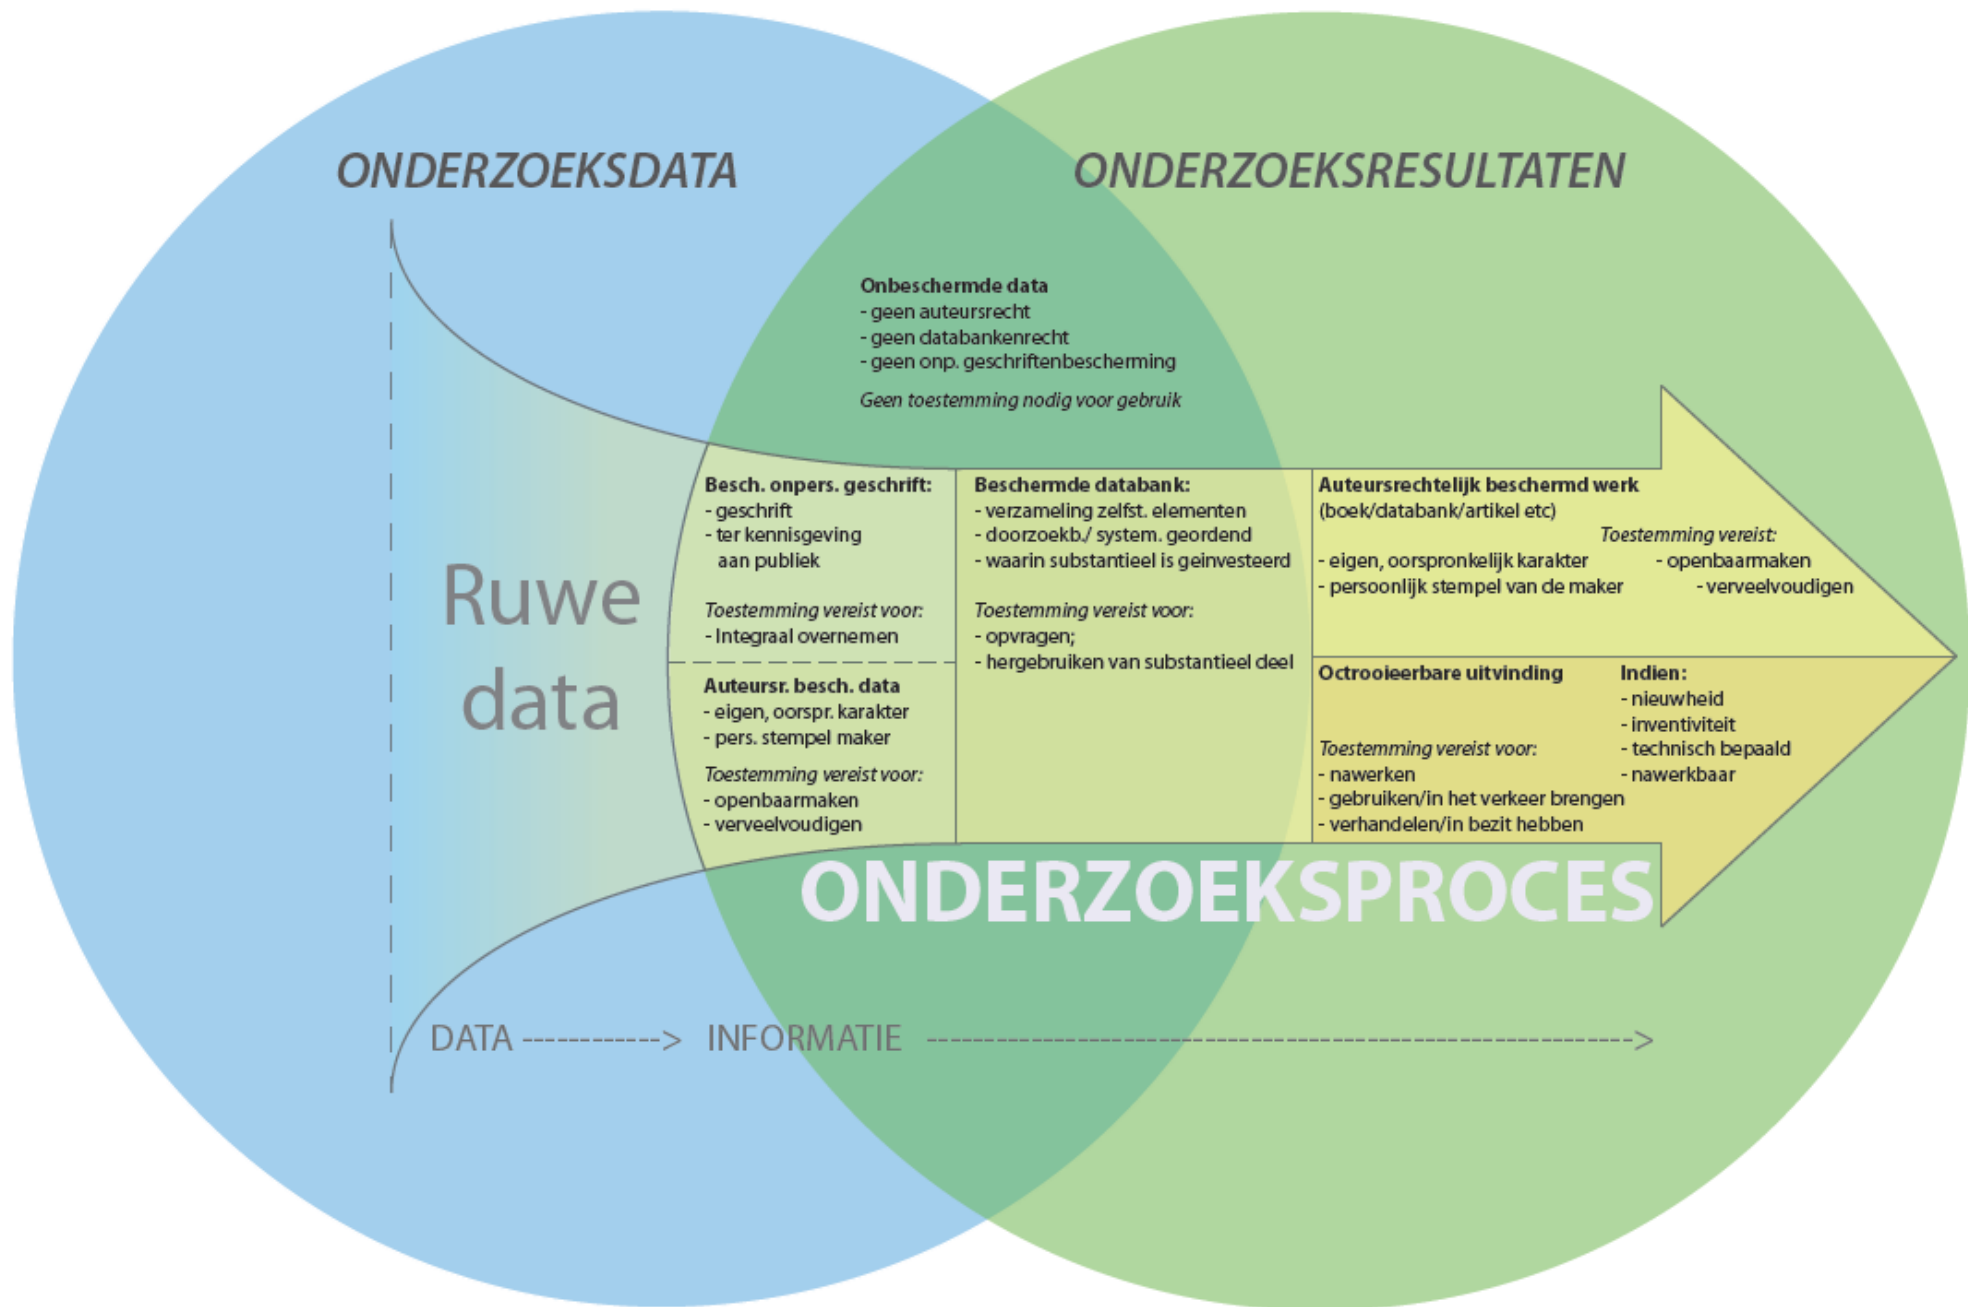 ONDERZOEKSDATA
ONDERZOEKSRESULTATEN
Onbeschermde data
- geen auteursrecht
- geen databankenrecht
- geen onp. geschriftenbescherming
Geen toestemming nodig voor gebruik
Ruwe
data
Besch. onpers. geschrift:
- geschrift
- ter kennisgeving
aan publiek
Toestemming vereist voor:
- Integraal overnemen
Auteursr. besch. data
- eigen, oorspr. karakter
- pers. stempel maker
Toestemming vereist voor:
- openbaarmaken
- verveelvoudigen
Beschermde databank:
- verzameling zelfst. elementen
- doorzoekb./ system. geordend
- waarin substantieel is geinvesteerd
Toestemming vereist voor:
- opvragen;
- hergebruiken van substantieel deel
Auteursrechtelijk beschermd werk
(boek/databank/artikel etc)
- eigen, oorspronkelijk karakter
- persoonlijk stempel van de maker
Toestemming vereist:
- openbaarmaken
- verveelvoudigen
Octrooieerbare uitvinding
Toestemming vereist voor:
- nawerken
- gebruiken/in het verkeer brengen
- verhandelen/in bezit hebben
Indien:
- nieuwheid
- inventiviteit
- technisch bepaald
- nawerkbaar
ONDERZOEKSPROCES
DATA ------------> INFORMATIE ------------------------------------------------------------->